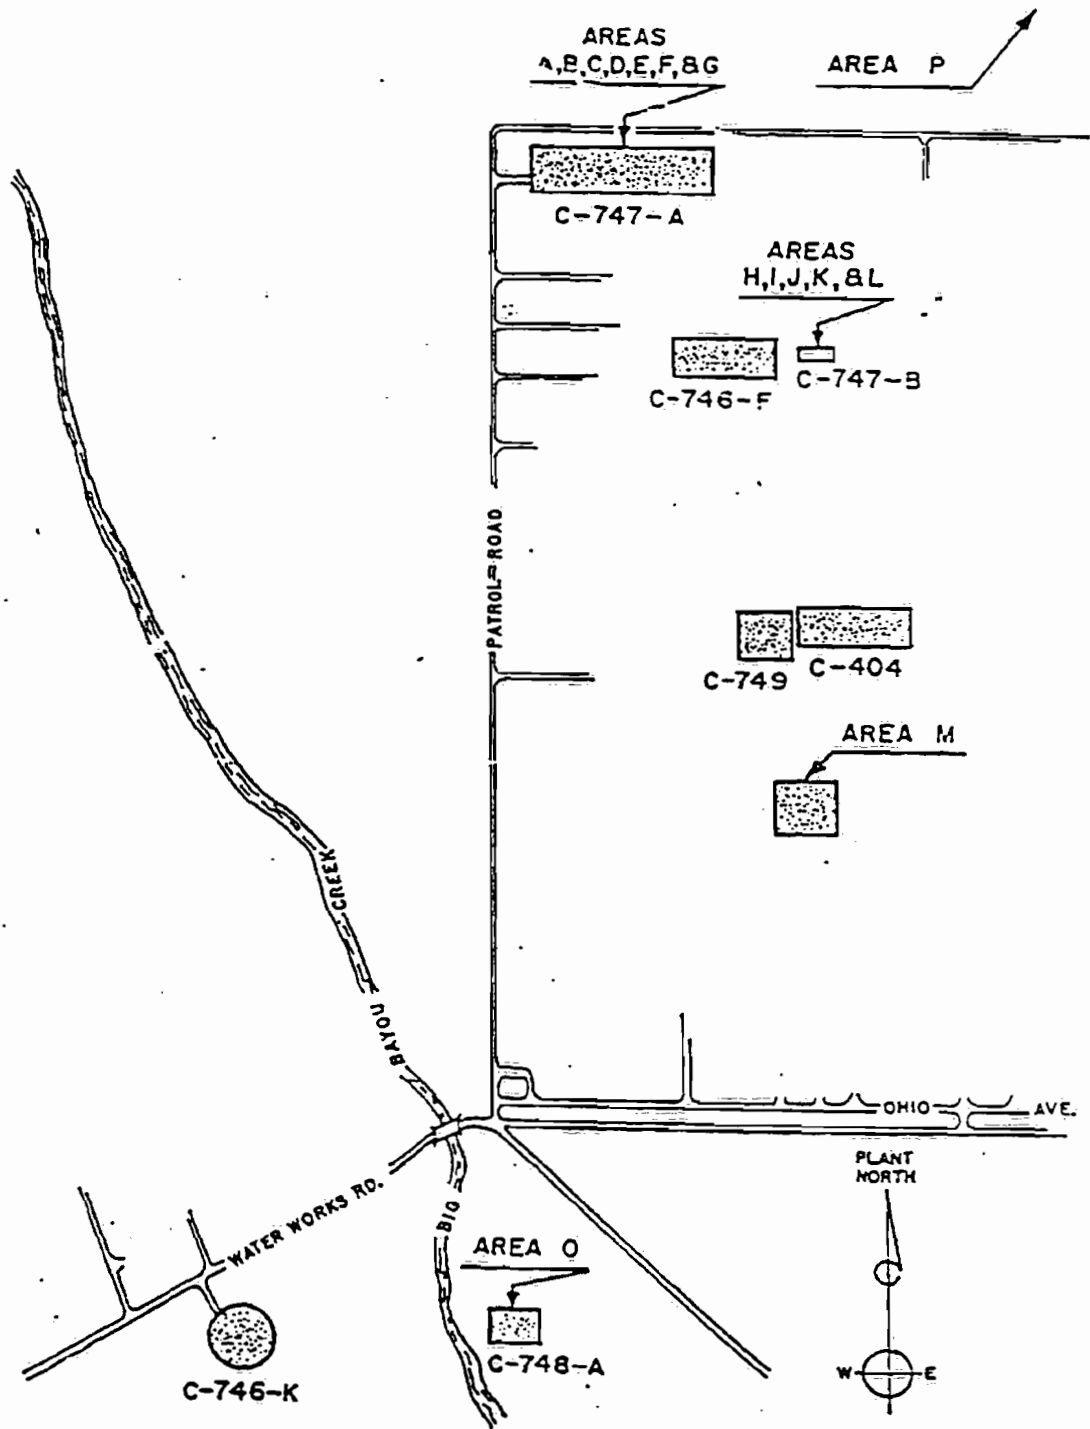 AREAS
A,B,C,D,E,F,&G
AREA P
C-747-A
AREAS
H,I,J,K,&L
C-746-F
C-747-B
PATROL ROAD
C-749
C-404
AREA M
BIG BAYOU CREEK
OHIO AVE.
PLANT
NORTH
WATER WORKS RD.
AREA O
C-748-A
W
E
C-746-K